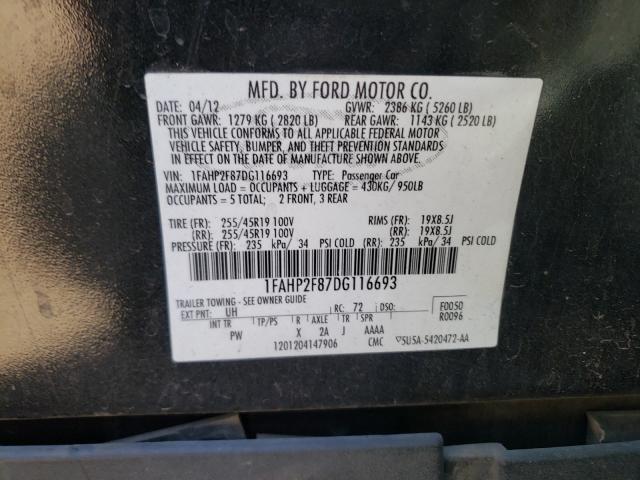 MFD. BY FORD MOTOR CO.
DATE: 04/12 GVWR: 2386 KG ( 5260 LB)
FRONT GAWR: 1279 KG ( 2820 LB) REAR GAWR: 1143 KG ( 2520 LB)
THIS VEHICLE CONFORMS TO ALL APPLICABLE FEDERAL MOTOR
VEHICLE SAFETY, BUMPER, AND THEFT PREVENTION STANDARDS
IN EFFECT ON THE DATE OF MANUFACTURE SHOWN ABOVE.
VIN: 1FAHP2F87DG116693 TYPE: Passenger Car
MAXIMUM LOAD = OCCUPANTS + LUGGAGE = 430KG/ 950LB
OCCUPANTS = 5 TOTAL; 2 FRONT, 3 REAR
TIRE (FR): 255/45R19 100V RIMS (FR): 19X8.5J
(RR): 255/45R19 100V (RR): 19X8.5J
PRESSURE (FR): 235 kPa/ 34 PSI COLD (RR): 235 kPa/ 34 PSI COLD
1FAHP2F87DG116693
TRAILER TOWING - SEE OWNER GUIDE
EXT PNT: UH RC: 72 DSO: F0050
INT TR TP/PS R AXLE TR SPR R0096
PW X 2A J AAAA
1201204147906 CMC 5U5A-5420472-AA